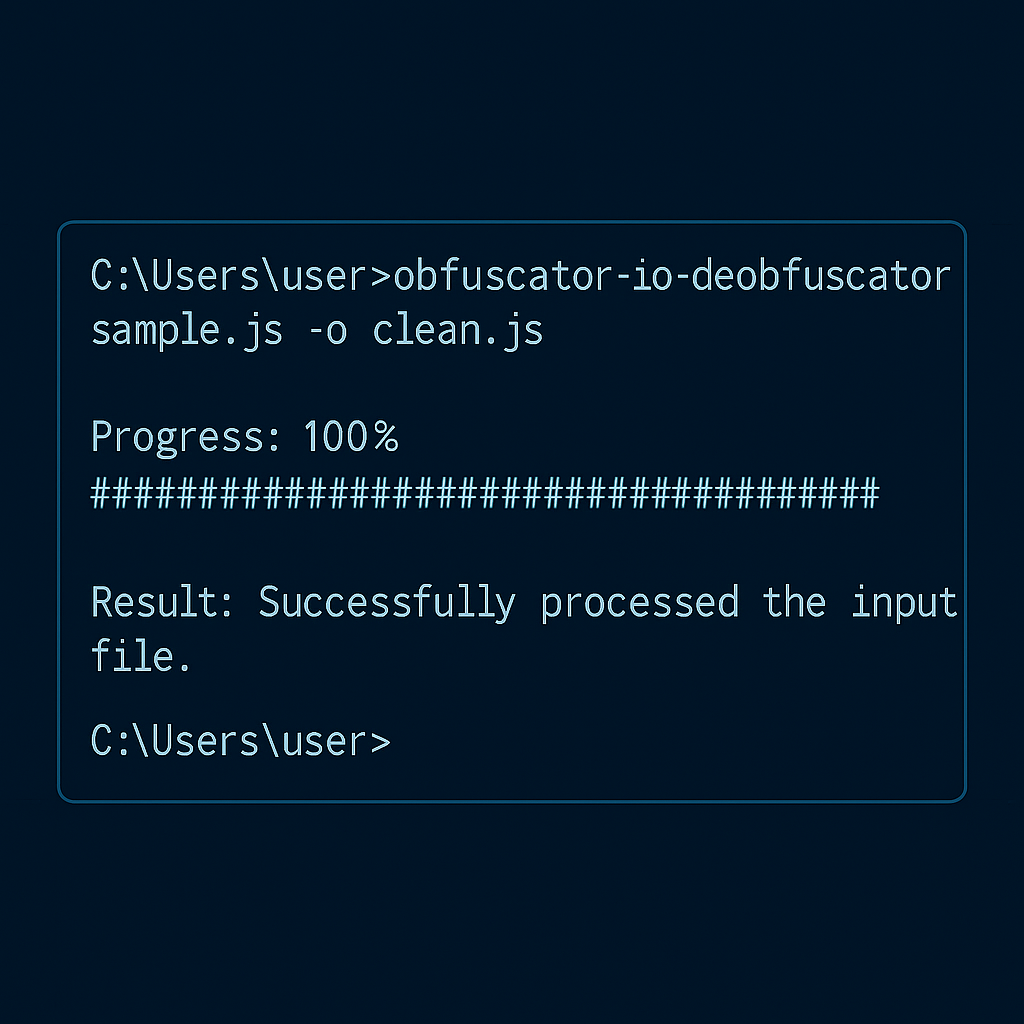 C:\Users\user>obfuscator-io-deobfuscator
sample.js -o clean.js
Progress: 100%
#####################################
Result: Successfully processed the input
file.
C:\Users\user>